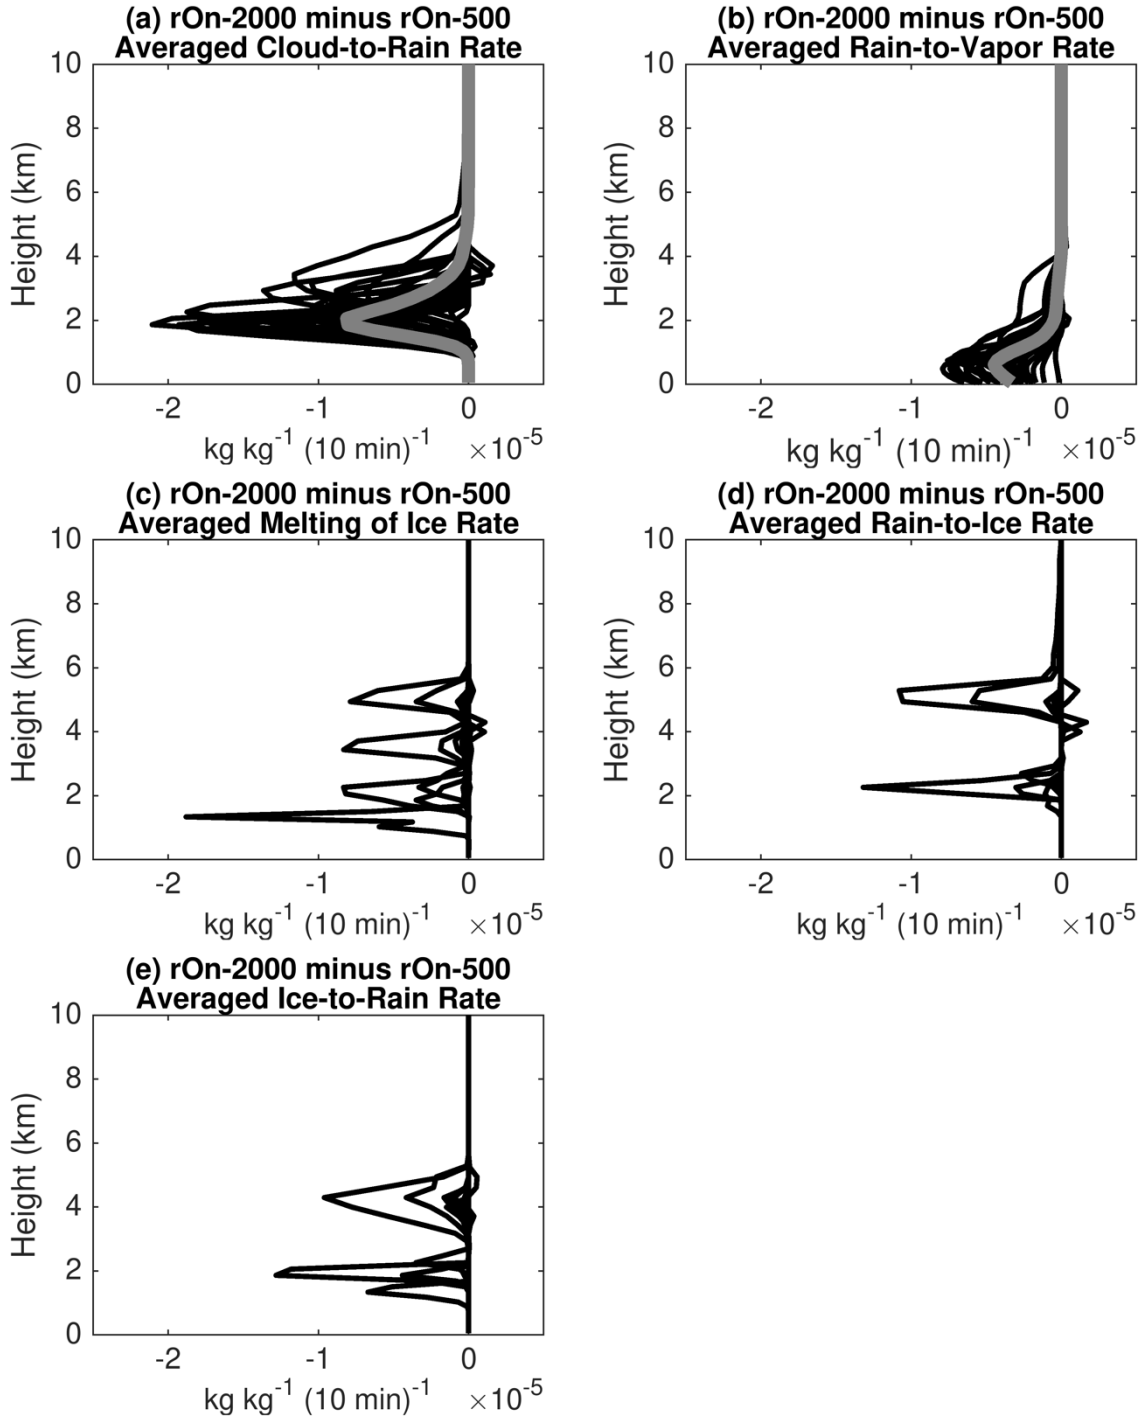 (a) rOn-2000 minus rOn-500
Averaged Cloud-to-Rain Rate
10
8
6
4
2
0
Height (km)
-2
-1
0
kg kg⁻¹ (10 min)⁻¹
×10⁻⁵
(b) rOn-2000 minus rOn-500
Averaged Rain-to-Vapor Rate
10
8
6
4
2
0
Height (km)
-2
-1
0
kg kg⁻¹ (10 min)⁻¹
×10⁻⁵
(c) rOn-2000 minus rOn-500
Averaged Melting of Ice Rate
10
8
6
4
2
0
Height (km)
-2
-1
0
kg kg⁻¹ (10 min)⁻¹
×10⁻⁵
(d) rOn-2000 minus rOn-500
Averaged Rain-to-Ice Rate
10
8
6
4
2
0
Height (km)
-2
-1
0
kg kg⁻¹ (10 min)⁻¹
×10⁻⁵
(e) rOn-2000 minus rOn-500
Averaged Ice-to-Rain Rate
10
8
6
4
2
0
Height (km)
-2
-1
0
kg kg⁻¹ (10 min)⁻¹
×10⁻⁵